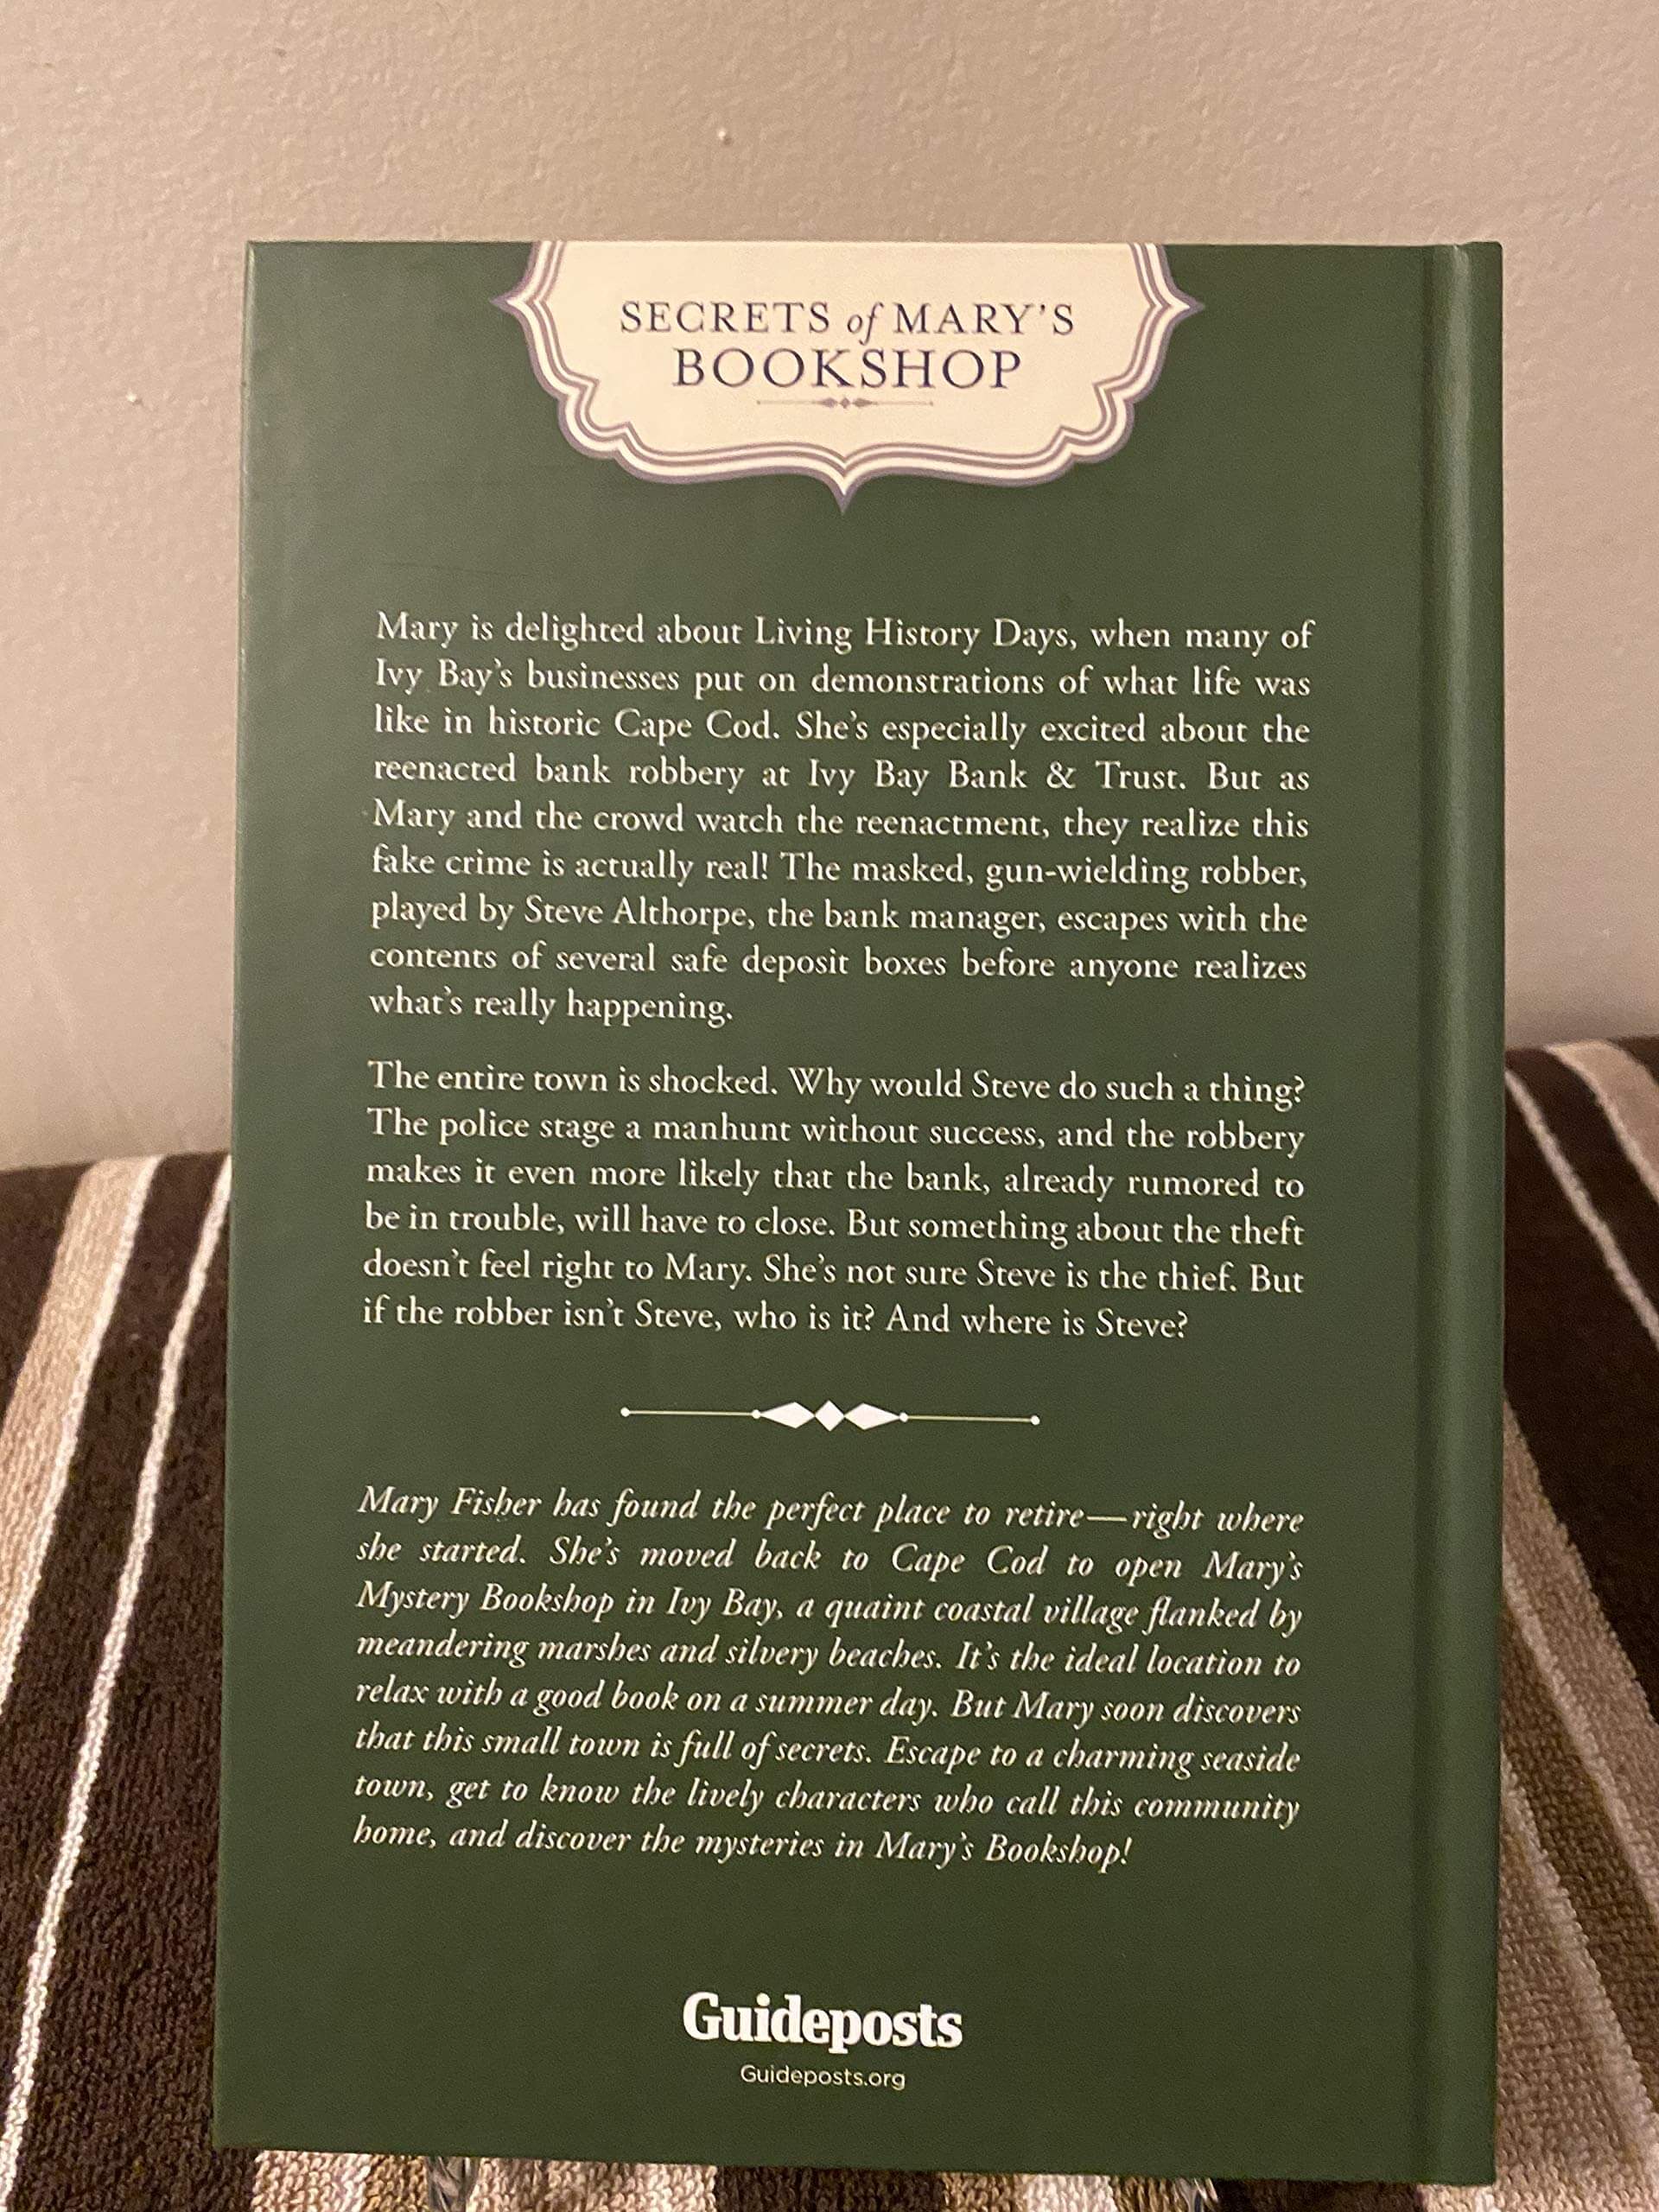 SECRETS of MARY'S
BOOKSHOP
Mary is delighted about Living History Days, when many of
Ivy Bay's businesses put on demonstrations of what life was
like in historic Cape Cod. She's especially excited about the
reenacted bank robbery at Ivy Bay Bank & Trust. But as
Mary and the crowd watch the reenactment, they realize this
fake crime is actually real! The masked, gun-wielding robber,
played by Steve Althorpe, the bank manager, escapes with the
contents of several safe deposit boxes before anyone realizes
what's really happening.
The entire town is shocked. Why would Steve do such a thing?
The police stage a manhunt without success, and the robbery
makes it even more likely that the bank, already rumored to
be in trouble, will have to close. But something about the theft
doesn't feel right to Mary. She's not sure Steve is the thief. But
if the robber isn't Steve, who is it? And where is Steve?
Mary Fisher has found the perfect place to retire—right where
she started. She's moved back to Cape Cod to open Mary's
Mystery Bookshop in Ivy Bay, a quaint coastal village flanked by
meandering marshes and silvery beaches. It's the ideal location to
relax with a good book on a summer day. But Mary soon discovers
that this small town is full of secrets. Escape to a charming seaside
town, get to know the lively characters who call this community
home, and discover the mysteries in Mary's Bookshop!
Guideposts
Guideposts.org